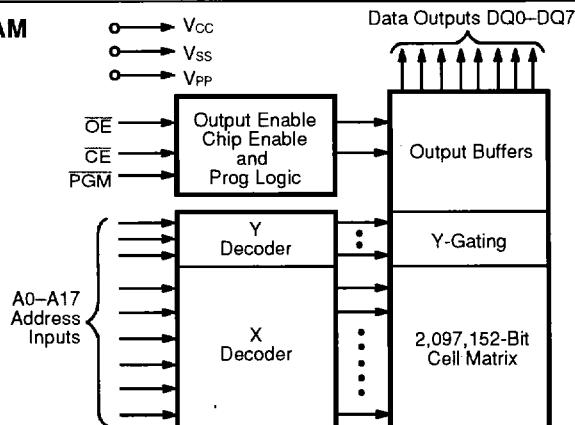 AM
Data Outputs DQ0–DQ7
VCC
VSS
VPP
OE
CE
PGM
Output Enable
Chip Enable
and
Prog Logic
Output Buffers
Y
Decoder
Y-Gating
A0–A17
Address
Inputs
X
Decoder
2,097,152-Bit
Cell Matrix